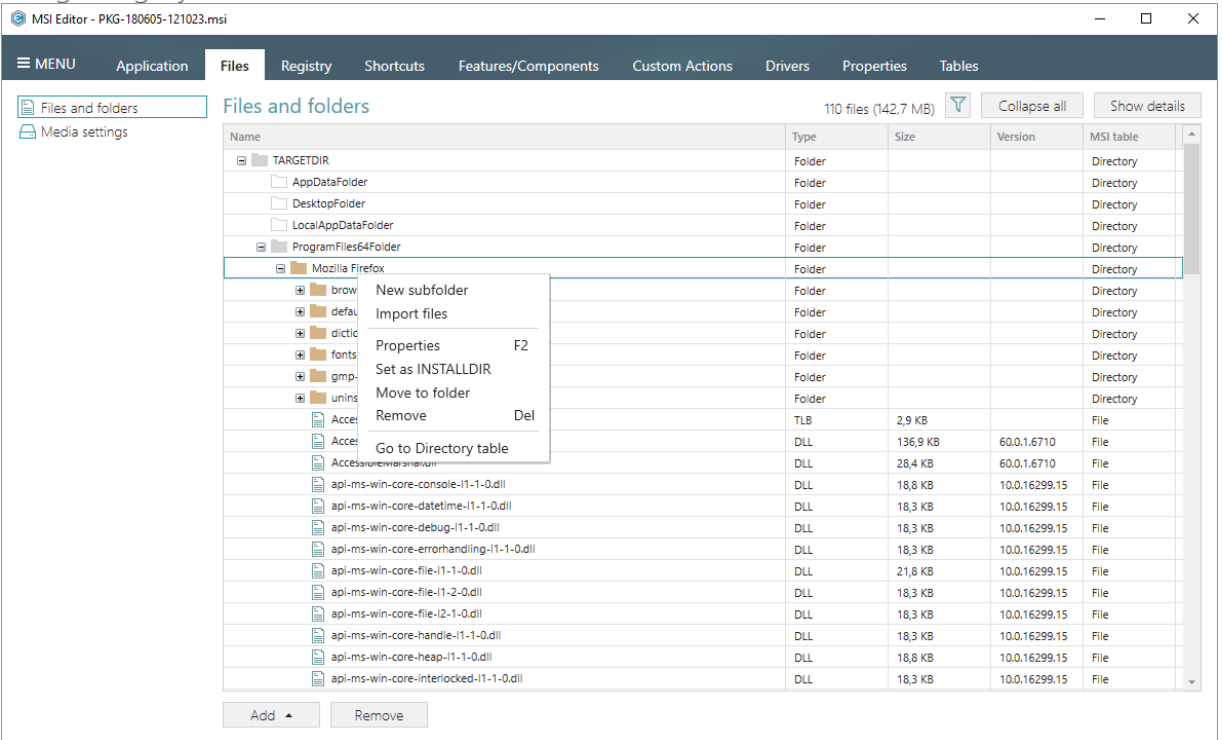 MSI Editor - PKG-180605-121023.msi
MENU Application Files Registry Shortcuts Features/Components Custom Actions Drivers Properties Tables
Files and folders
Media settings
Files and folders 110 files (142,7 MB) Collapse all Show details
Name Type Size Version MSI table
TARGETDIR Folder Directory
AppDataFolder Folder Directory
DesktopFolder Folder Directory
LocalAppDataFolder Folder Directory
ProgramFiles64Folder Folder Directory
Mozilla Firefox Folder Directory
brow Folder Directory
defau Folder Directory
dictio Folder Directory
fonts Folder Directory
gmp- Folder Directory
unins Folder Directory
Acces TLB 2,9 KB File
Acces DLL 136,9 KB 60.0.1.6710 File
AccessibleMarshal.dll DLL 28,4 KB 60.0.1.6710 File
api-ms-win-core-console-l1-1-0.dll DLL 18,8 KB 10.0.16299.15 File
api-ms-win-core-datetime-l1-1-0.dll DLL 18,3 KB 10.0.16299.15 File
api-ms-win-core-debug-l1-1-0.dll DLL 18,3 KB 10.0.16299.15 File
api-ms-win-core-errorhandling-l1-1-0.dll DLL 18,3 KB 10.0.16299.15 File
api-ms-win-core-file-l1-1-0.dll DLL 21,8 KB 10.0.16299.15 File
api-ms-win-core-file-l1-2-0.dll DLL 18,3 KB 10.0.16299.15 File
api-ms-win-core-file-l2-1-0.dll DLL 18,3 KB 10.0.16299.15 File
api-ms-win-core-handle-l1-1-0.dll DLL 18,3 KB 10.0.16299.15 File
api-ms-win-core-heap-l1-1-0.dll DLL 18,8 KB 10.0.16299.15 File
api-ms-win-core-interlocked-l1-1-0.dll DLL 18,3 KB 10.0.16299.15 File
New subfolder
Import files
Properties F2
Set as INSTALLDIR
Move to folder
Remove Del
Go to Directory table
Add Remove